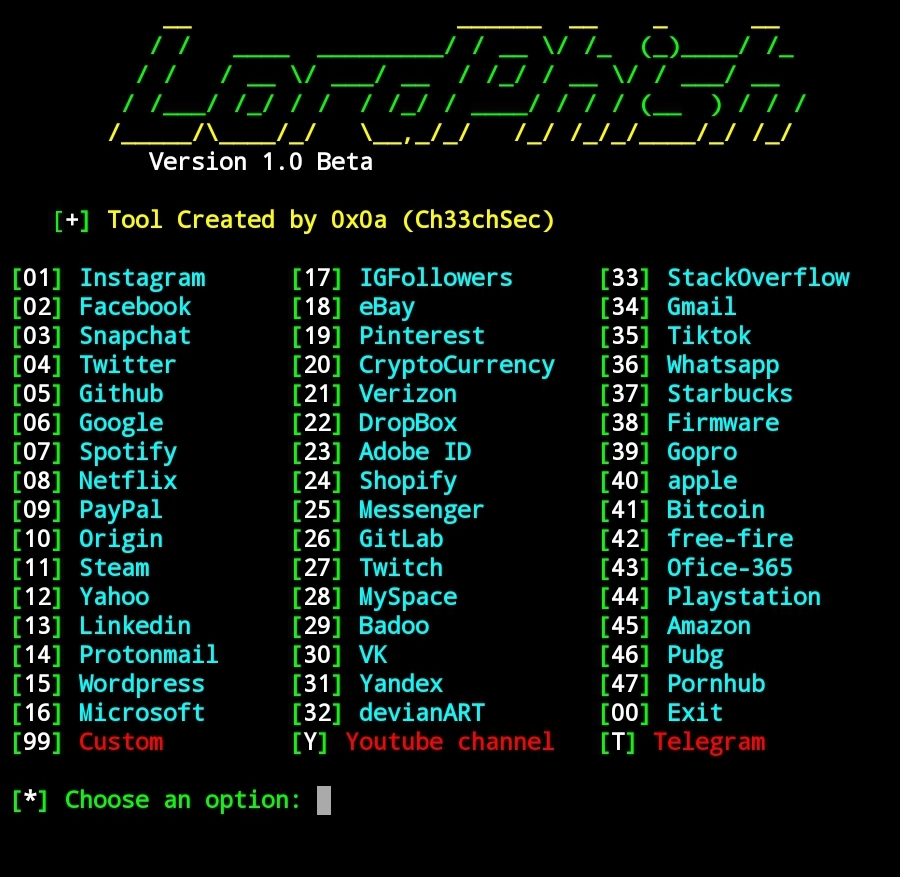 LordPhish
Version 1.0 Beta
[+] Tool Created by 0x0a (Ch33chSec)
[01] Instagram [17] IGFollowers [33] StackOverflow
[02] Facebook [18] eBay [34] Gmail
[03] Snapchat [19] Pinterest [35] Tiktok
[04] Twitter [20] CryptoCurrency [36] Whatsapp
[05] Github [21] Verizon [37] Starbucks
[06] Google [22] DropBox [38] Firmware
[07] Spotify [23] Adobe ID [39] Gopro
[08] Netflix [24] Shopify [40] apple
[09] PayPal [25] Messenger [41] Bitcoin
[10] Origin [26] GitLab [42] free-fire
[11] Steam [27] Twitch [43] Ofice-365
[12] Yahoo [28] MySpace [44] Playstation
[13] Linkedin [29] Badoo [45] Amazon
[14] Protonmail [30] VK [46] Pubg
[15] Wordpress [31] Yandex [47] Pornhub
[16] Microsoft [32] devianART [00] Exit
[99] Custom [Y] Youtube channel [T] Telegram
[*] Choose an option: